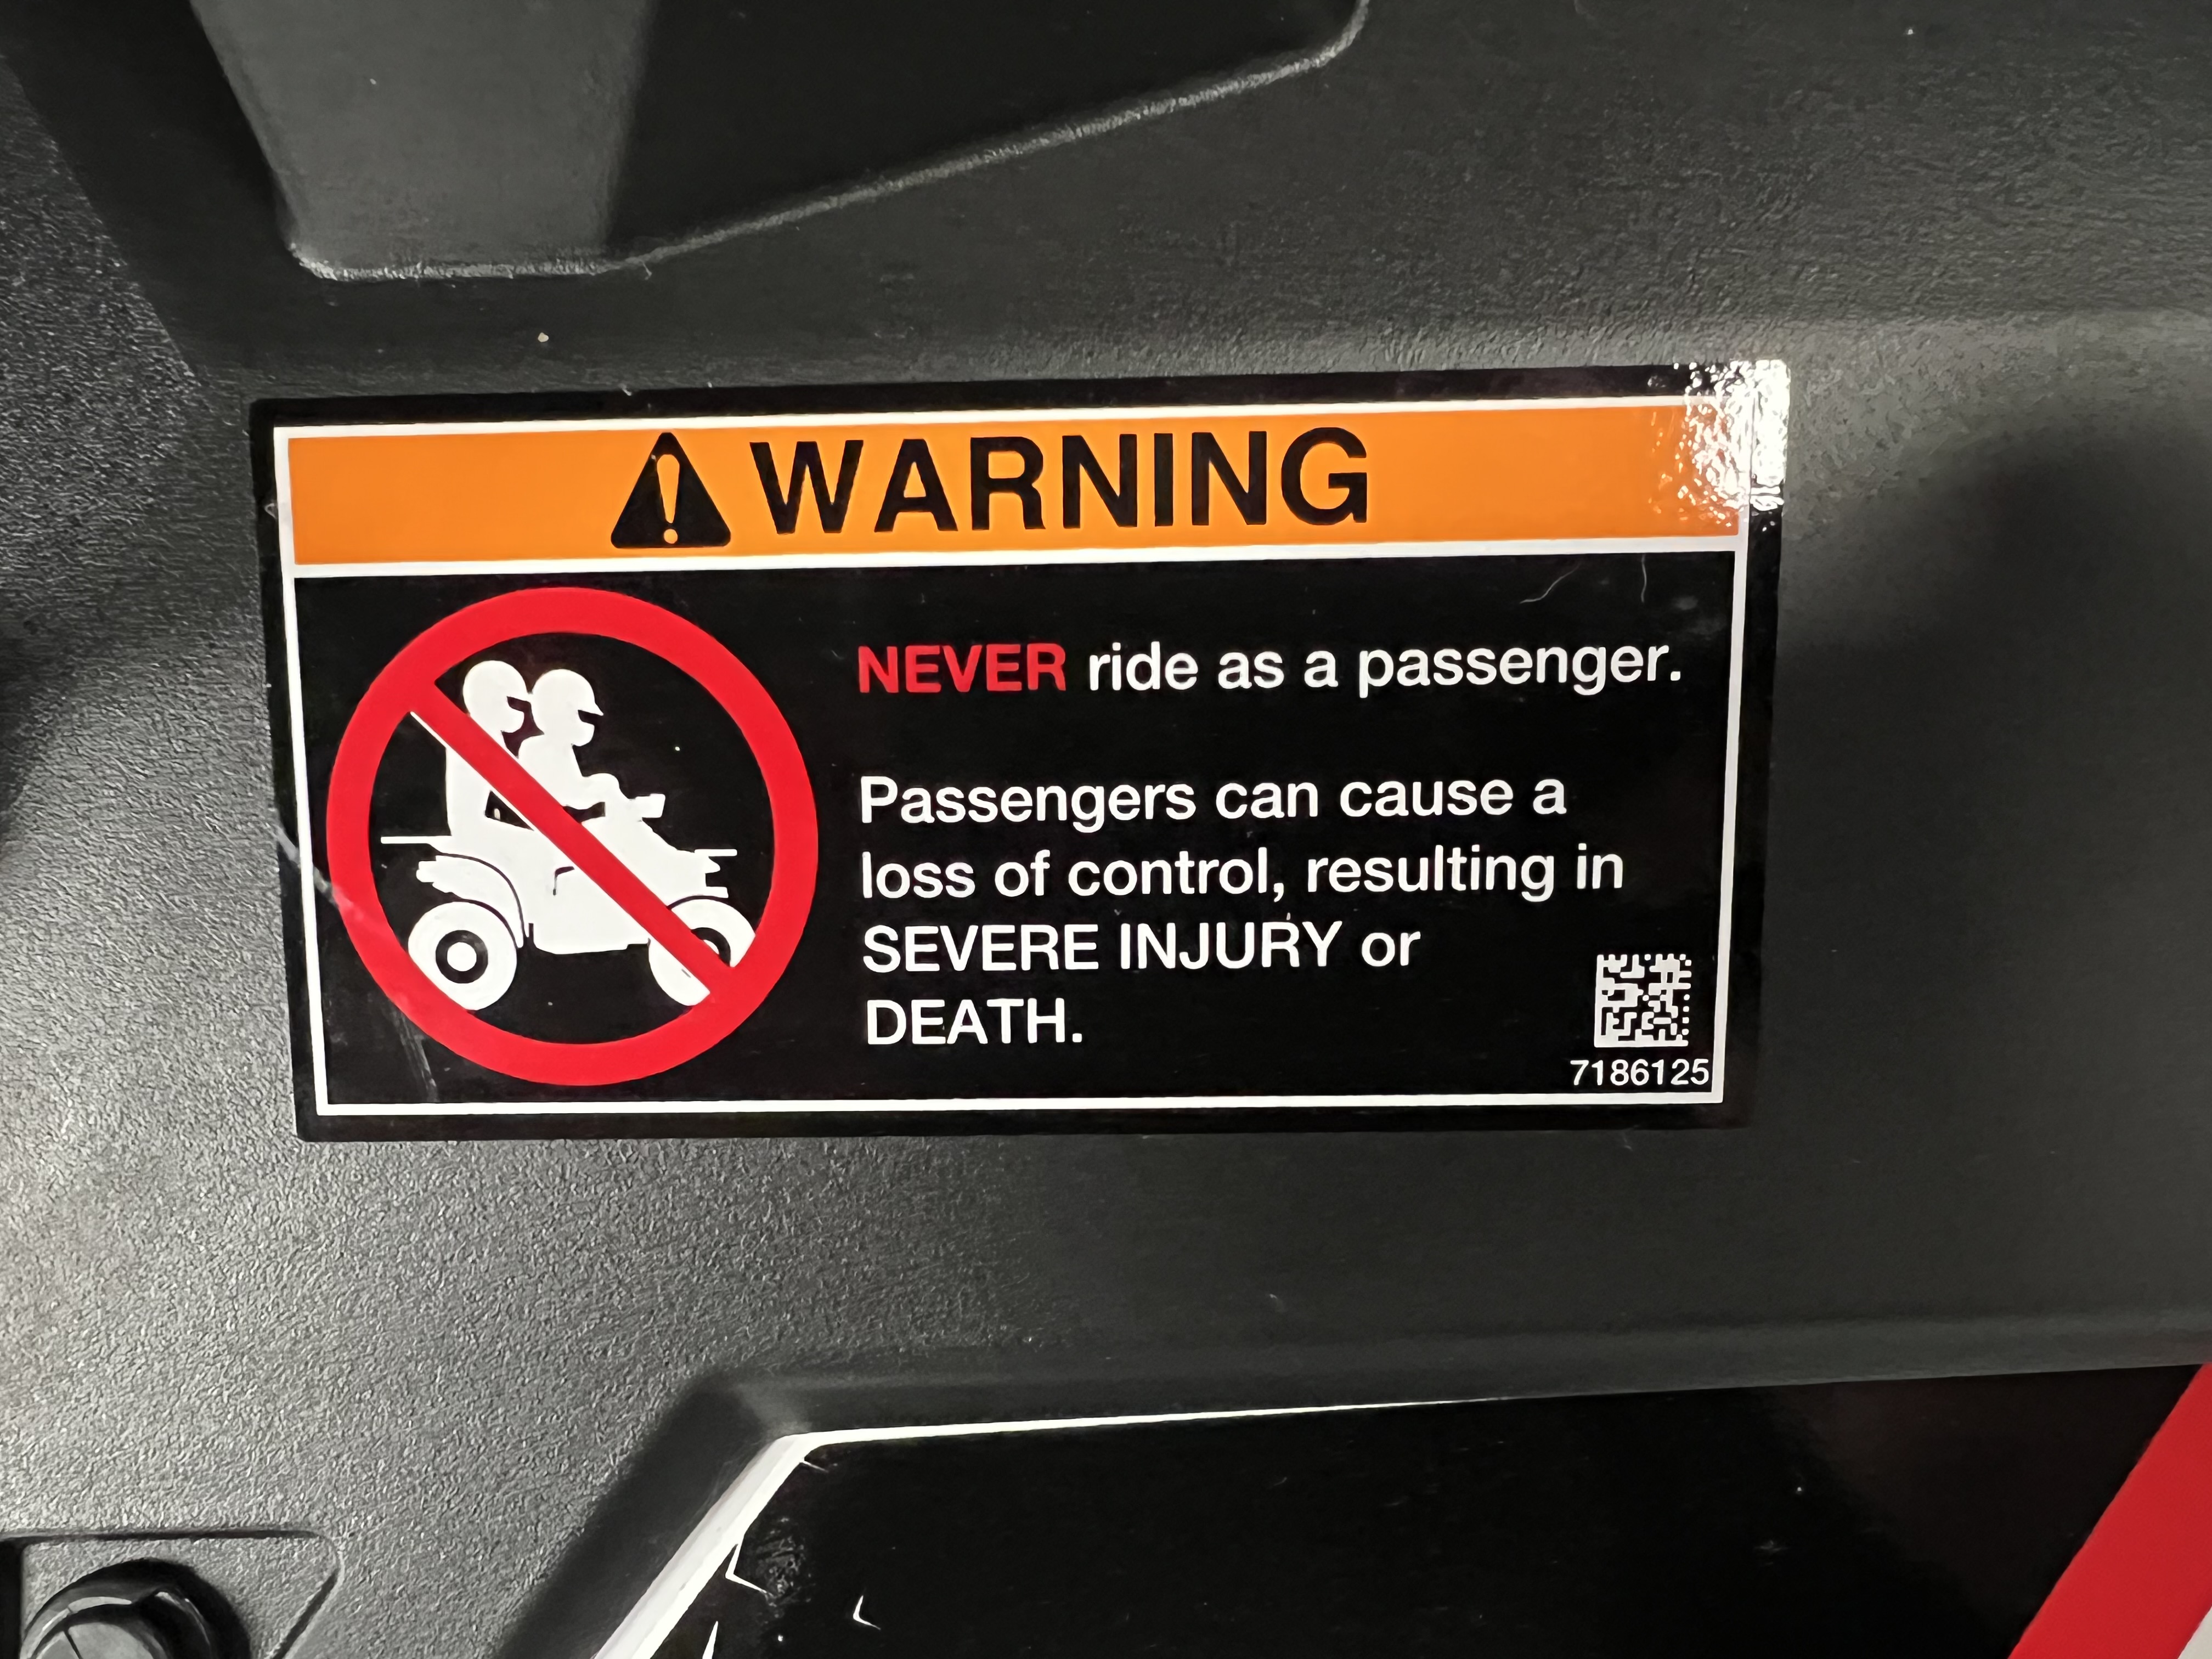 WARNING
NEVER ride as a passenger.
Passengers can cause a
loss of control, resulting in
SEVERE INJURY or
DEATH.
7186125